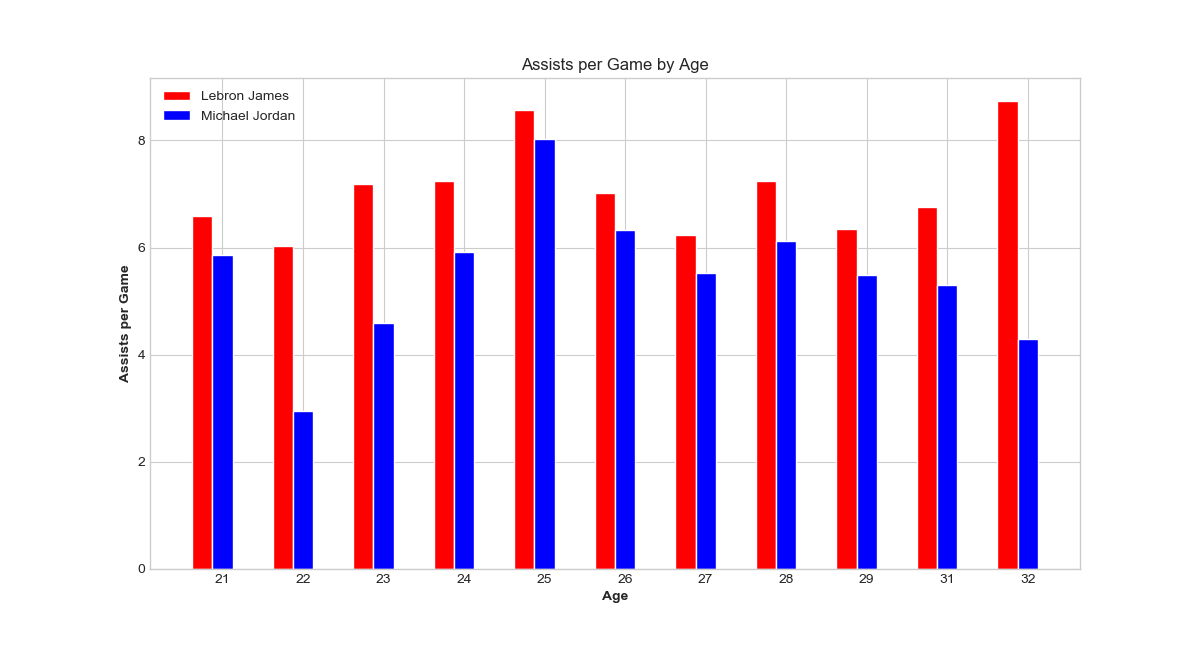 Assists per Game by Age
Lebron James
Michael Jordan
8
6
4
2
0
Assists per Game
21 22 23 24 25 26 27 28 29 31 32
Age